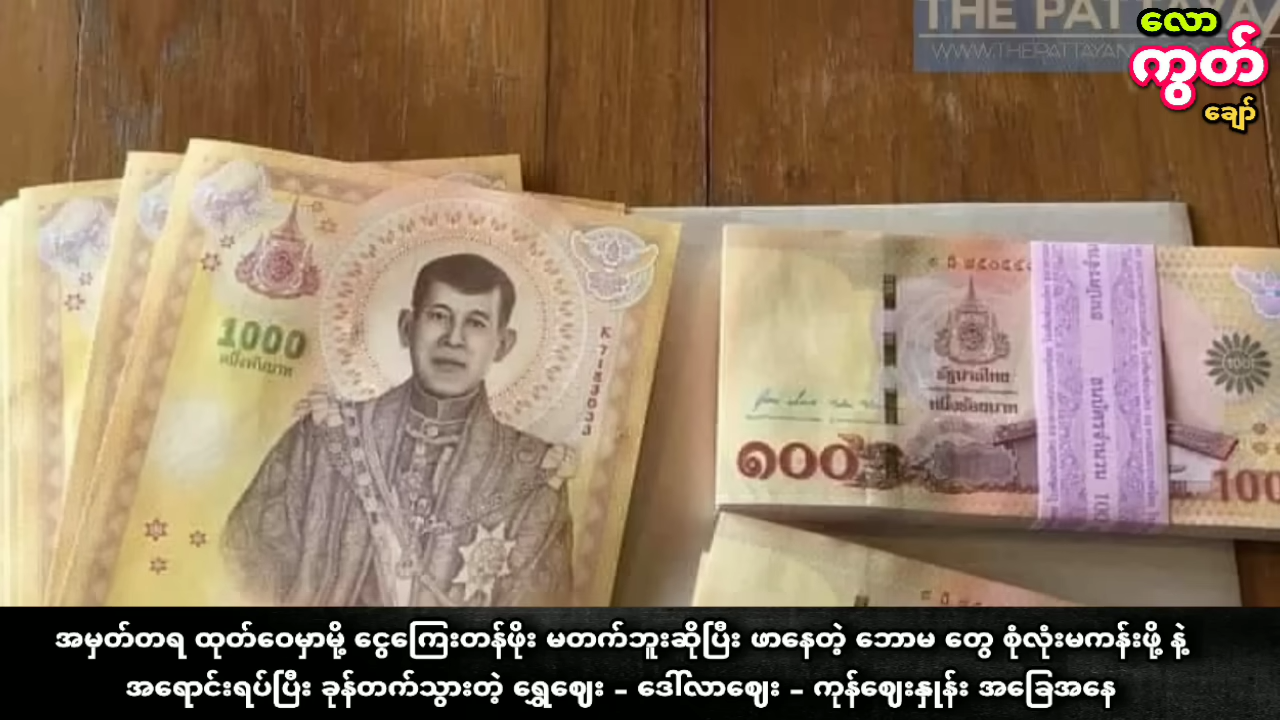 THE PATTAYA
WWW.THEPATTAYAN
လော
ကွတ်
ချော်
1000
หนึ่งพันบาท
K 718303
รัฐบาลไทย
หนึ่งร้อยบาท
๑๐๐
100
100
အမှတ်တရ ထုတ်ဝေမှာမို့ ငွေကြေးတန်ဖိုး မတက်ဘူးဆိုပြီး ဖာနေတဲ့ ဘောမ တွေ စုံလုံးမကန်းဖို့ နဲ့
အရောင်းရပ်ပြီး ခုန်တက်သွားတဲ့ ရွှေဈေး – ဒေါ်လာဈေး – ကုန်ဈေးနှုန်း အခြေအနေ